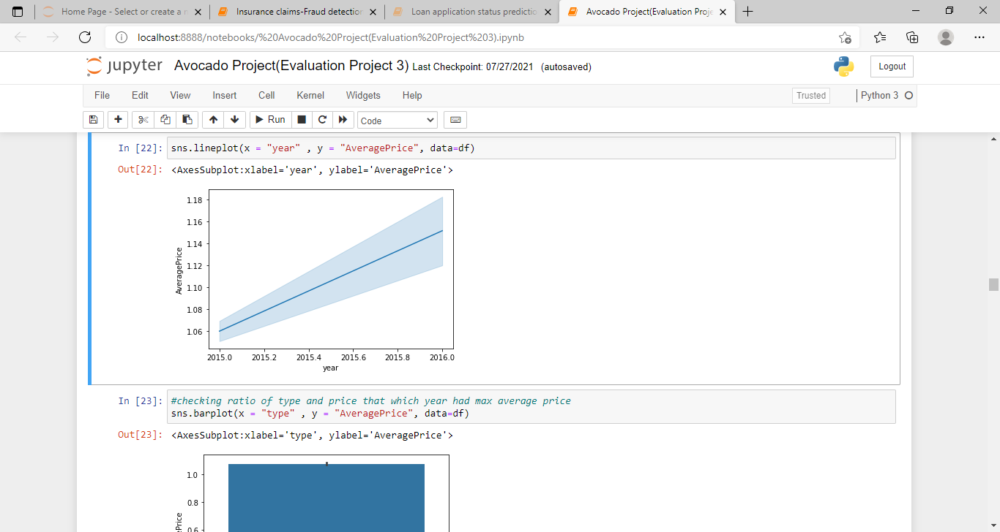 Home Page - Select or create a n
Insurance claims-Fraud detection
Loan application status predictio
Avocado Project(Evaluation Proje
localhost:8888/notebooks/%20Avocado%20Project(Evaluation%20Project%203).ipynb
jupyter Avocado Project(Evaluation Project 3) Last Checkpoint: 07/27/2021 (autosaved)
Logout
File Edit View Insert Cell Kernel Widgets Help
Trusted
Python 3
Run
Code
In [22]: sns.lineplot(x = "year" , y = "AveragePrice", data=df)
Out[22]: <AxesSubplot:xlabel='year', ylabel='AveragePrice'>
1.18
1.16
1.14
1.12
1.10
1.08
1.06
AveragePrice
2015.0 2015.2 2015.4 2015.6 2015.8 2016.0
year
In [23]: #checking ratio of type and price that which year had max average price
sns.barplot(x = "type" , y = "AveragePrice", data=df)
Out[23]: <AxesSubplot:xlabel='type', ylabel='AveragePrice'>
1.0
0.8
0.6
ePrice